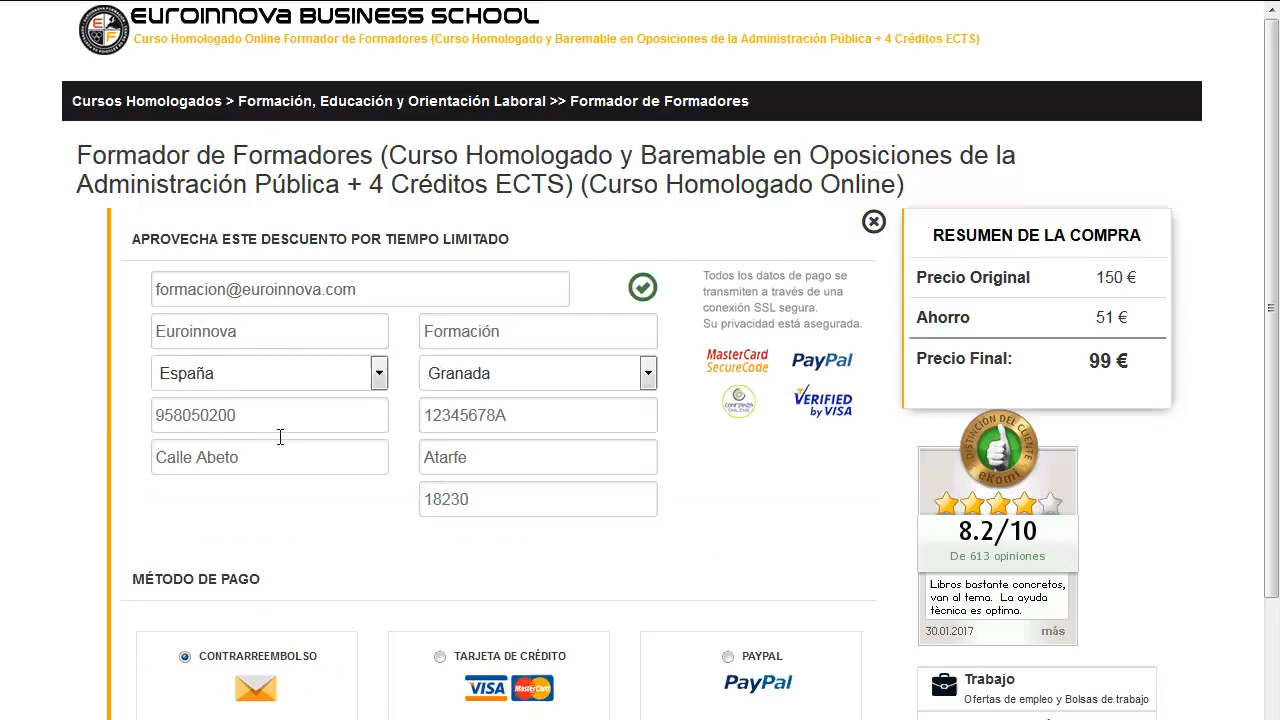 EUROINNOVA BUSINESS SCHOOL
Curso Homologado Online Formador de Formadores (Curso Homologado y Baremable en Oposiciones de la Administración Pública + 4 Créditos ECTS)
Cursos Homologados > Formación, Educación y Orientación Laboral >> Formador de Formadores
Formador de Formadores (Curso Homologado y Baremable en Oposiciones de la
Administración Pública + 4 Créditos ECTS) (Curso Homologado Online)
APROVECHA ESTE DESCUENTO POR TIEMPO LIMITADO
formacion@euroinnova.com
Euroinnova
Formación
España
Granada
958050200
12345678A
Calle Abeto
Atarfe
18230
Todos los datos de pago se
transmiten a través de una
conexión SSL segura.
Su privacidad está asegurada.
MasterCard
SecureCode
PayPal
CONFIANZA
ONLINE
VERIFIED
by VISA
MÉTODO DE PAGO
CONTRARREEMBOLSO
TARJETA DE CRÉDITO
VISA
MasterCard
PAYPAL
PayPal
RESUMEN DE LA COMPRA
Precio Original 150 €
Ahorro 51 €
Precio Final: 99 €
DISTINCIÓN DEL CLIENTE
eKomi
8.2/10
De 613 opiniones
Libros bastante concretos,
van al tema. La ayuda
tècnica es optima.
30.01.2017 más
Trabajo
Ofertas de empleo y Bolsas de trabajo